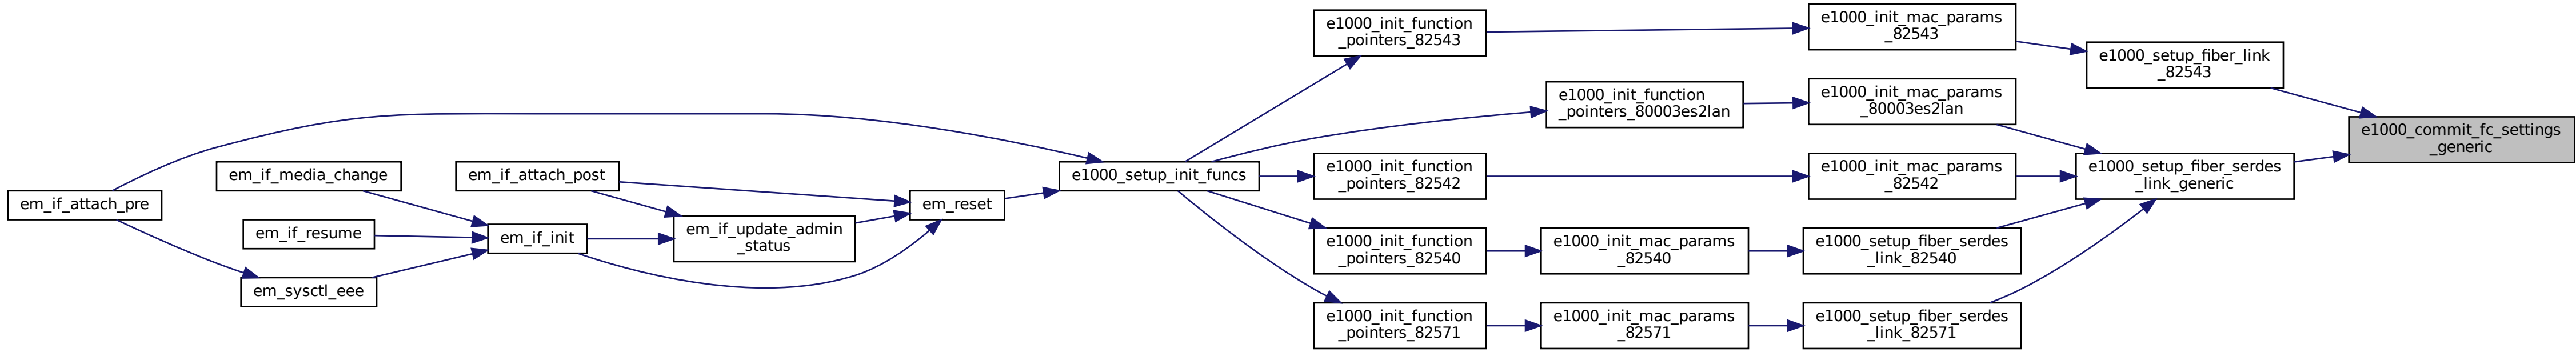 e1000_init_function
_pointers_82543
e1000_init_mac_params
_82543
e1000_setup_fiber_link
_82543
e1000_init_function
_pointers_80003es2lan
e1000_init_mac_params
_80003es2lan
e1000_commit_fc_settings
_generic
em_if_attach_pre
em_if_media_change
em_if_attach_post
e1000_setup_init_funcs
e1000_init_function
_pointers_82542
e1000_init_mac_params
_82542
e1000_setup_fiber_serdes
_link_generic
em_reset
em_if_resume
em_if_init
em_if_update_admin
_status
e1000_init_function
_pointers_82540
e1000_init_mac_params
_82540
e1000_setup_fiber_serdes
_link_82540
em_sysctl_eee
e1000_init_function
_pointers_82571
e1000_init_mac_params
_82571
e1000_setup_fiber_serdes
_link_82571